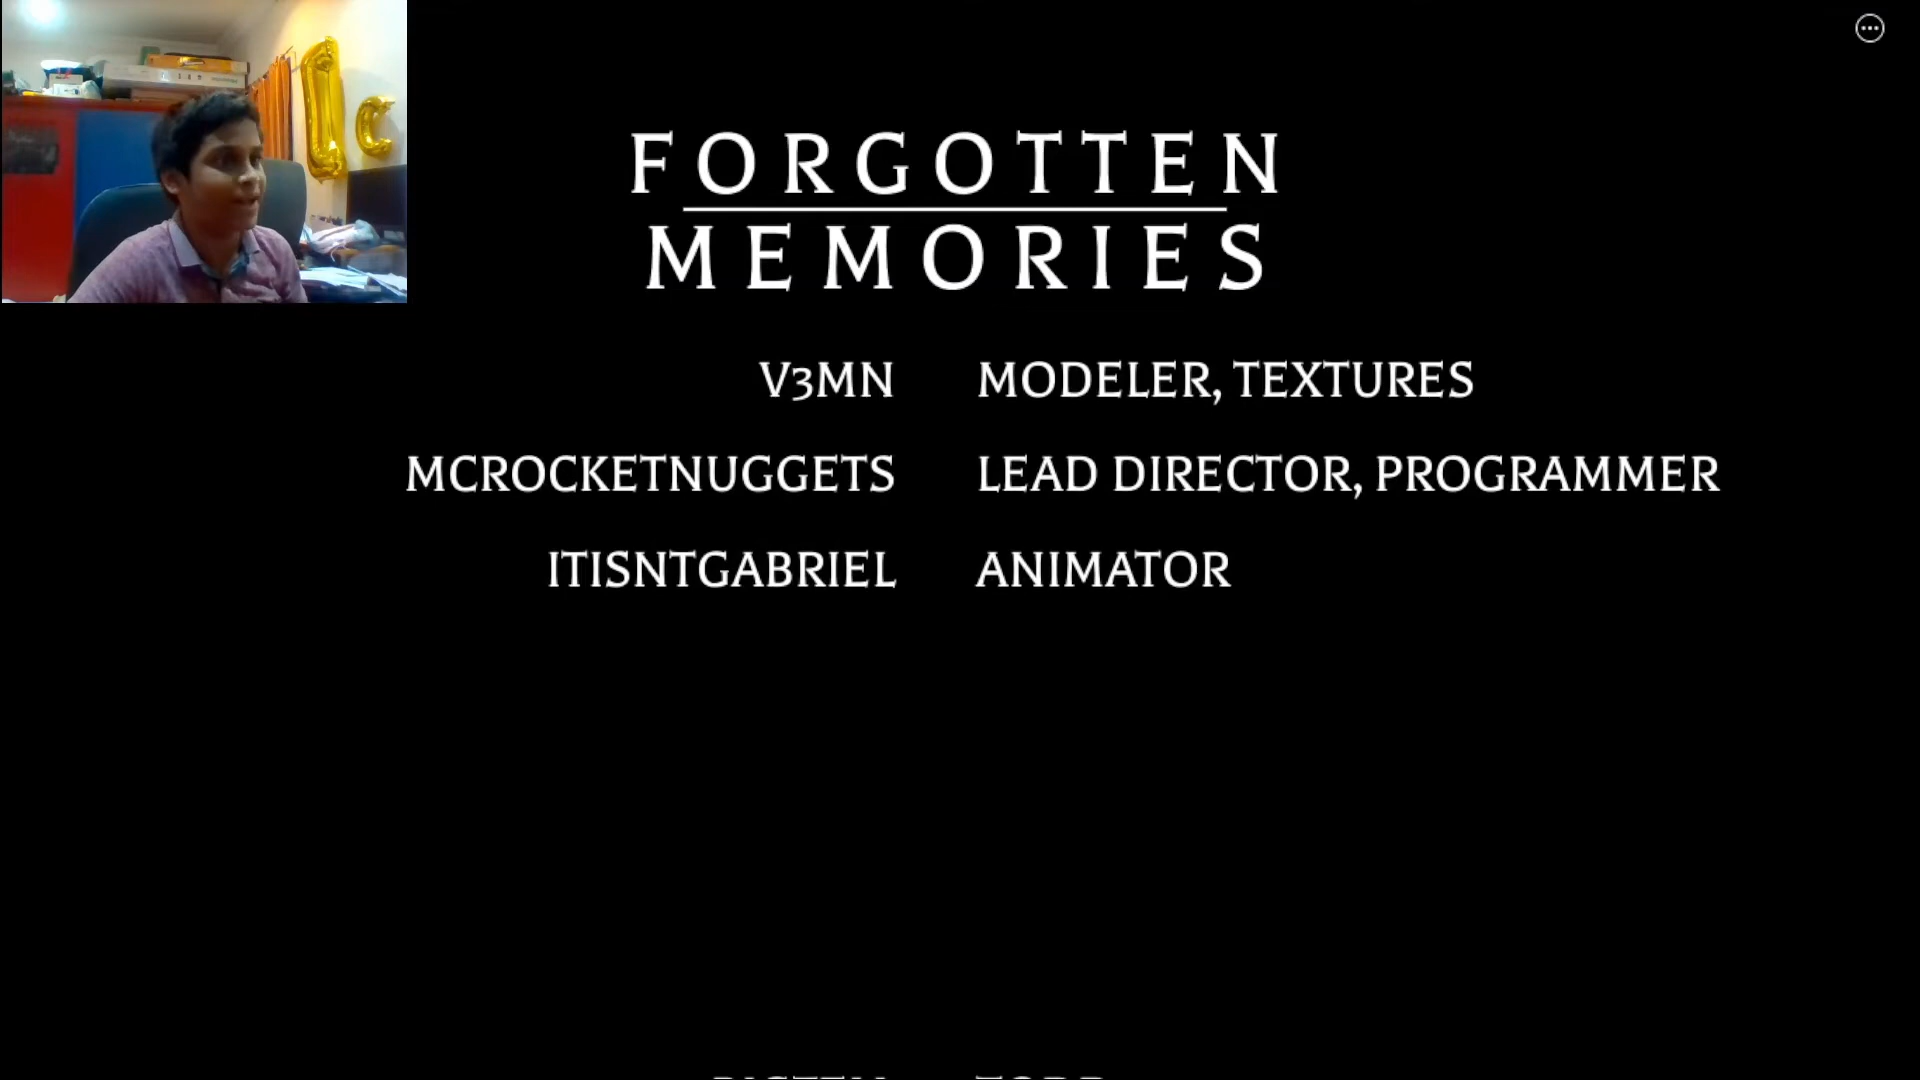 FORGOTTEN
MEMORIES
V3MN MODELER, TEXTURES
MCROCKETNUGGETS LEAD DIRECTOR, PROGRAMMER
ITISNTGABRIEL ANIMATOR